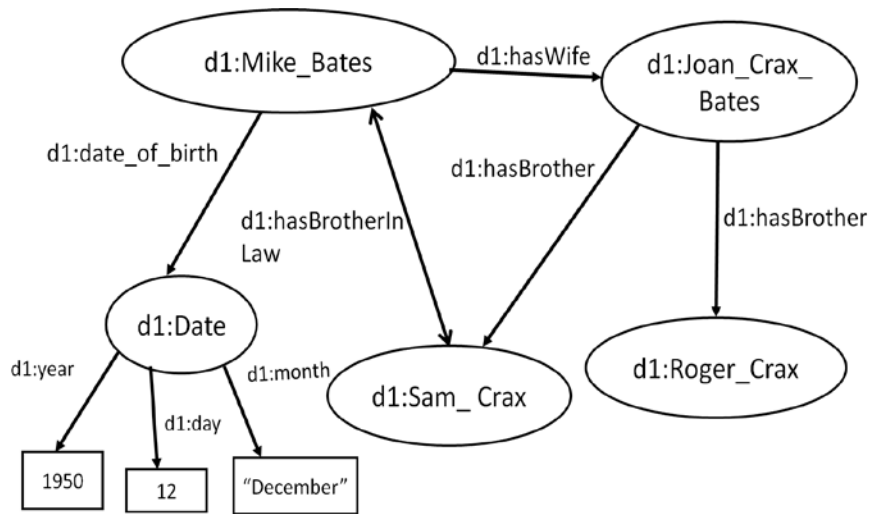 d1:Mike_Bates
d1:hasWife
d1:Joan_Crax_
Bates
d1:date_of_birth
d1:hasBrother
d1:hasBrotherIn
Law
d1:hasBrother
d1:Date
d1:year
d1:day
d1:month
d1:Sam_ Crax
d1:Roger_Crax
1950
12
“December”